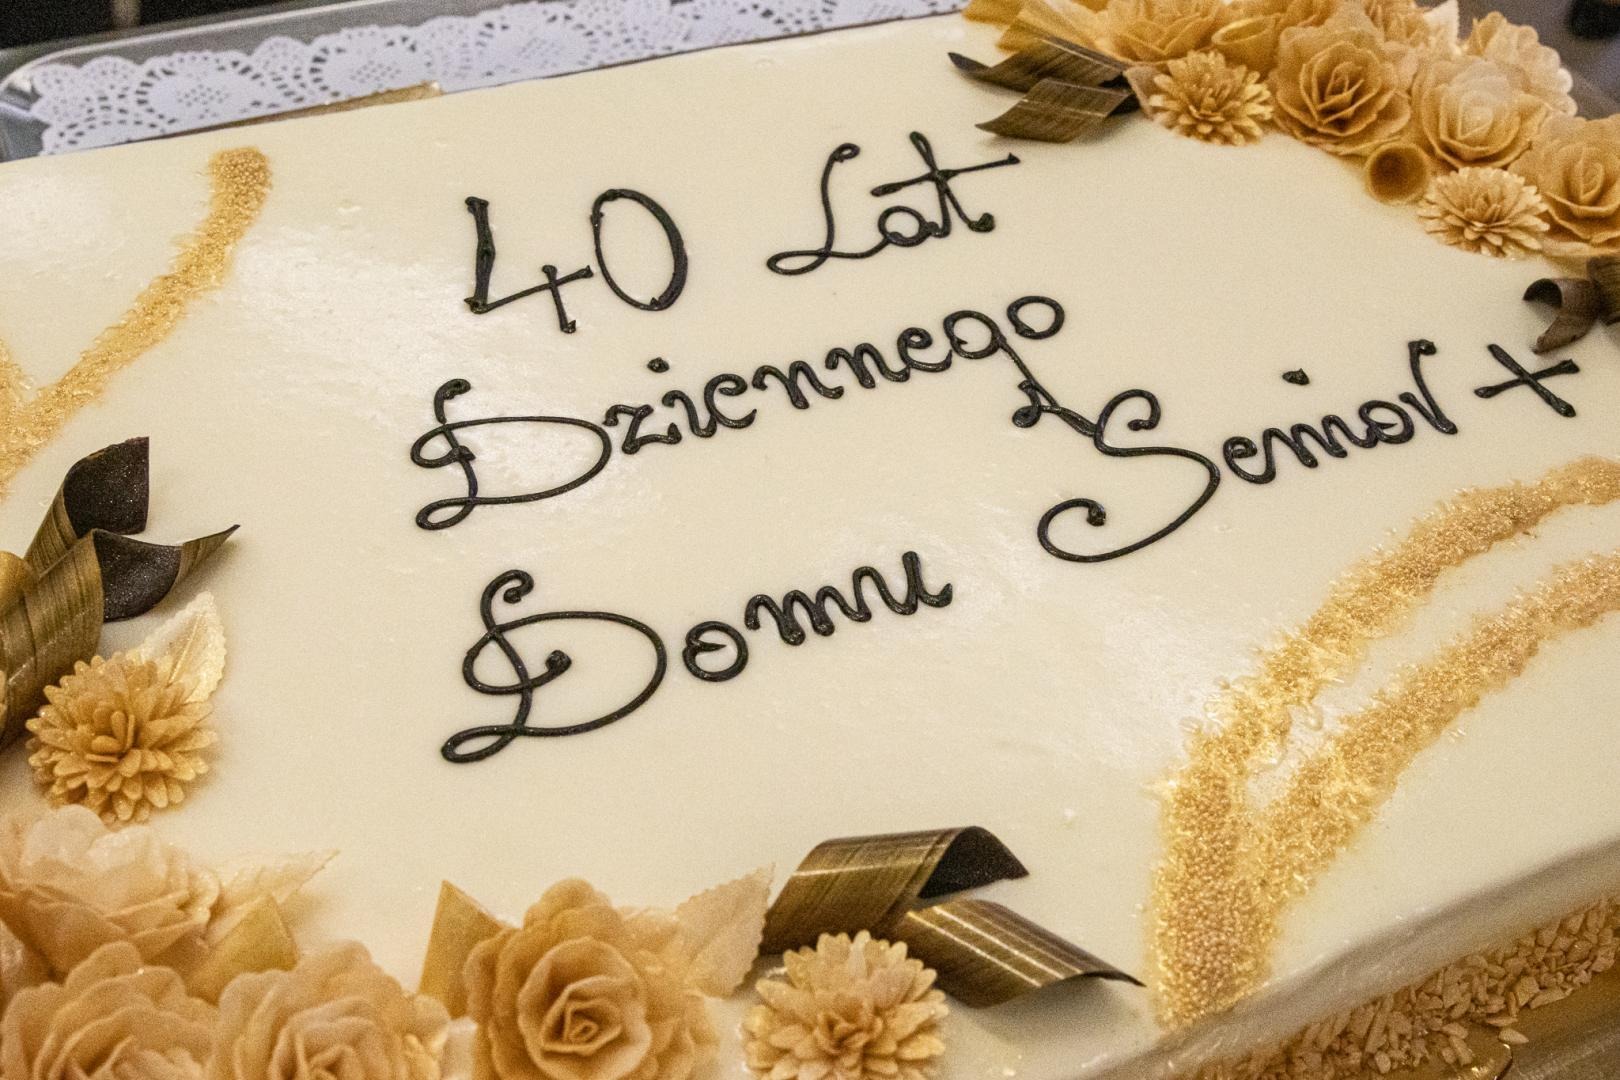 40 Lat
Dziennego
Domu Senior +